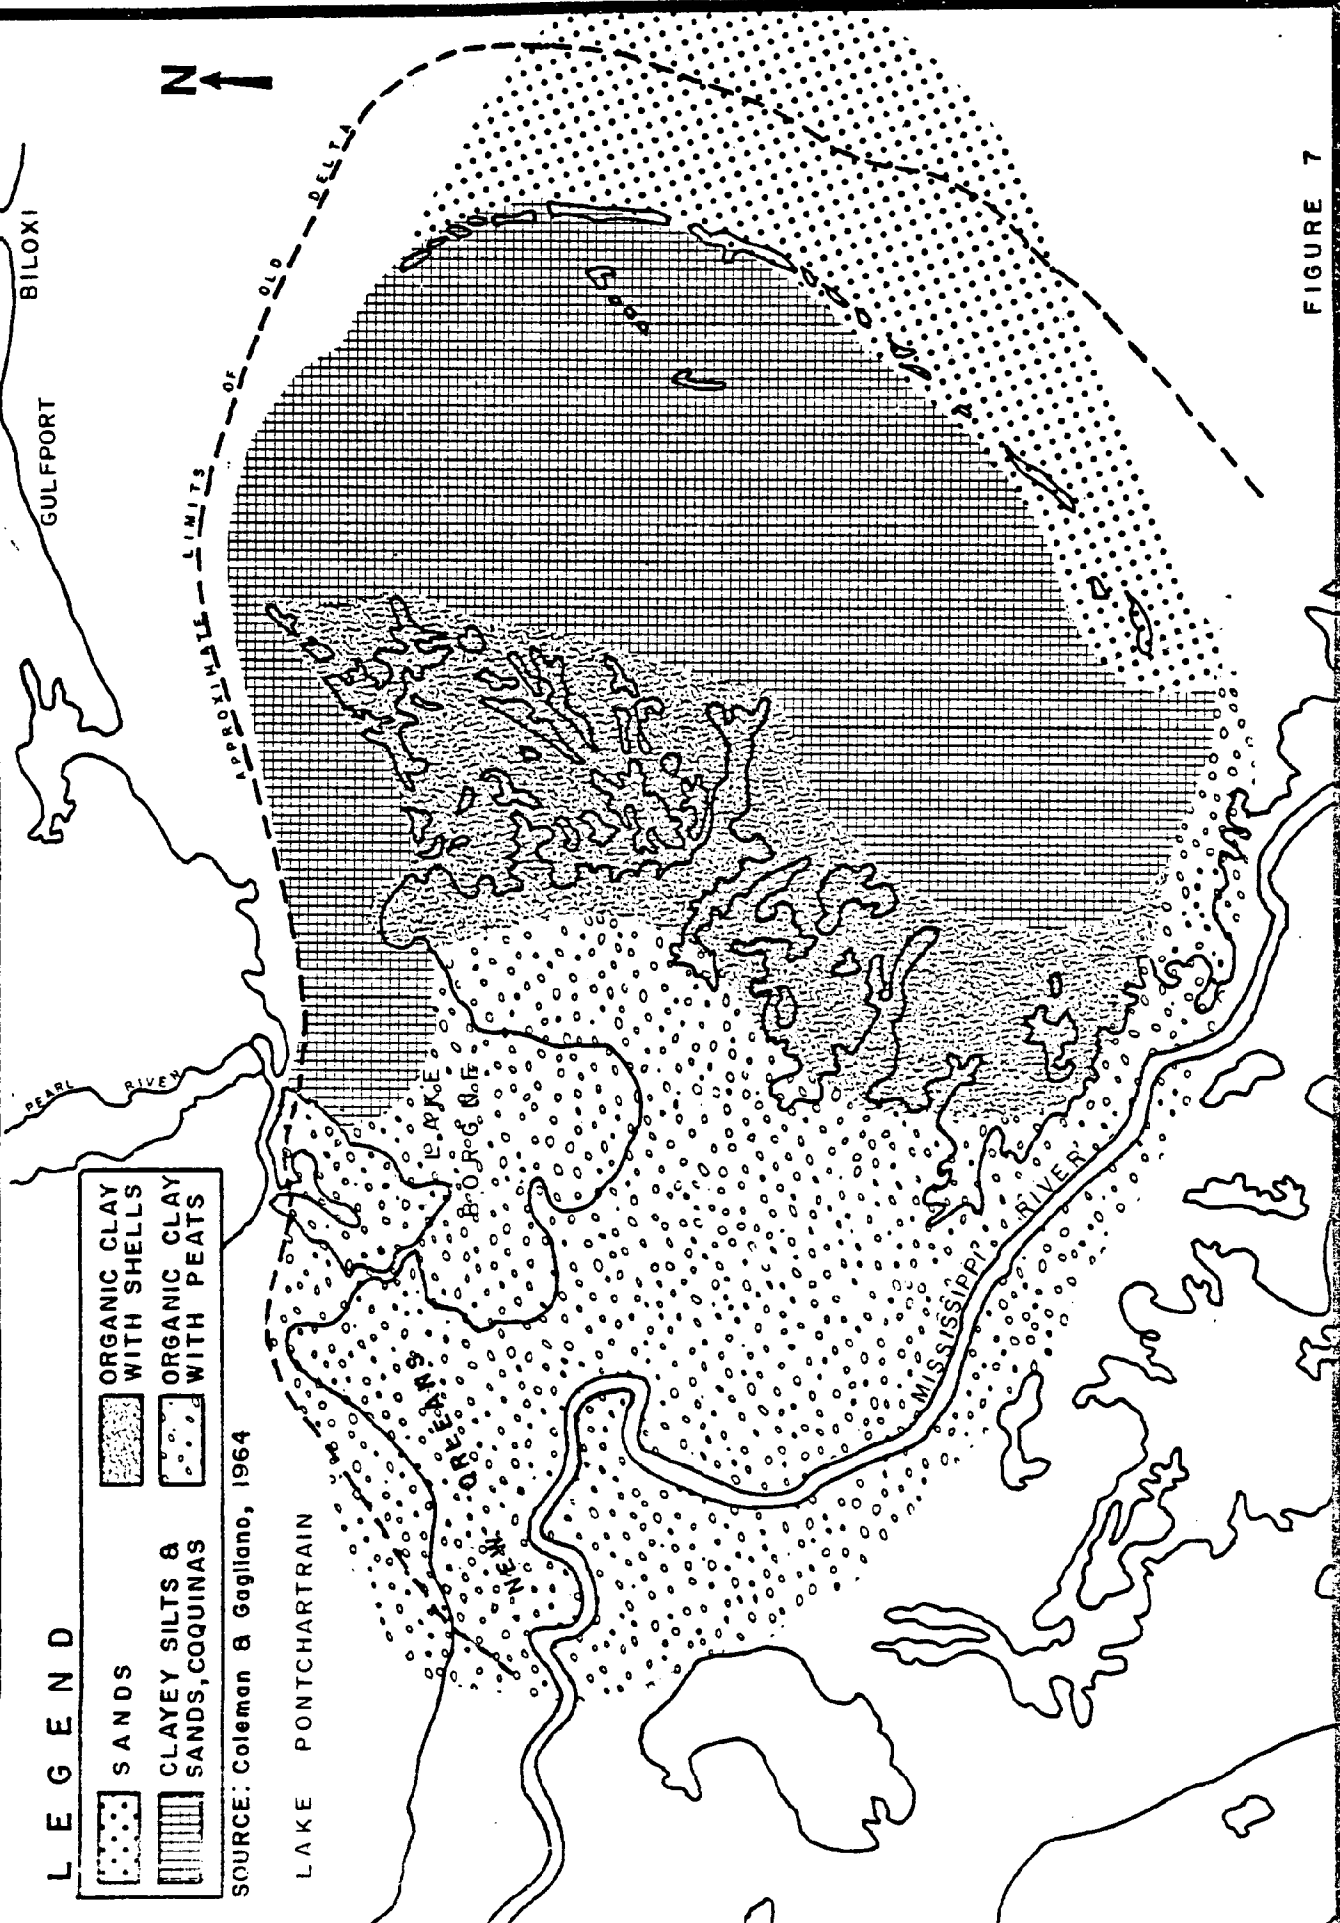 LEGEND
SANDS
CLAYEY SILTS &
SANDS, COQUINAS
ORGANIC CLAY
WITH SHELLS
ORGANIC CLAY
WITH PEATS
SOURCE: Coleman & Gagliano, 1964
LAKE PONTCHARTRAIN
PEARL RIVER
GULFPORT
BILOXI
N
APPROXIMATE LIMITS OF OLD DELTA
LAKE
BORGNE
NEW ORLEANS
MISSISSIPPI RIVER
FIGURE 7